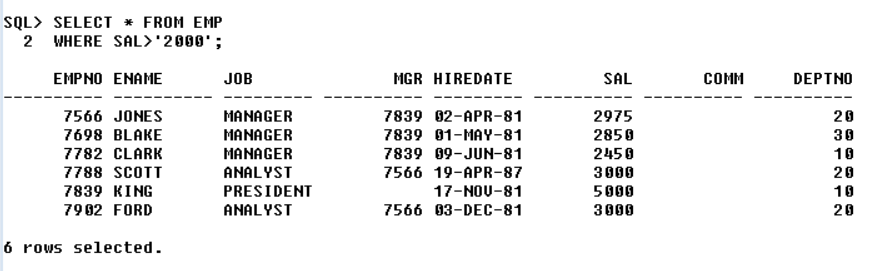 SQL> SELECT * FROM EMP
  2  WHERE SAL>'2000';
     EMPNO ENAME      JOB              MGR HIREDATE         SAL       COMM     DEPTNO
---------- ---------- --------- ---------- --------- ---------- ---------- ----------
      7566 JONES      MANAGER         7839 02-APR-81       2975                    20
      7698 BLAKE      MANAGER         7839 01-MAY-81       2850                    30
      7782 CLARK      MANAGER         7839 09-JUN-81       2450                    10
      7788 SCOTT      ANALYST         7566 19-APR-87       3000                    20
      7839 KING       PRESIDENT            17-NOV-81       5000                    10
      7902 FORD       ANALYST         7566 03-DEC-81       3000                    20
6 rows selected.